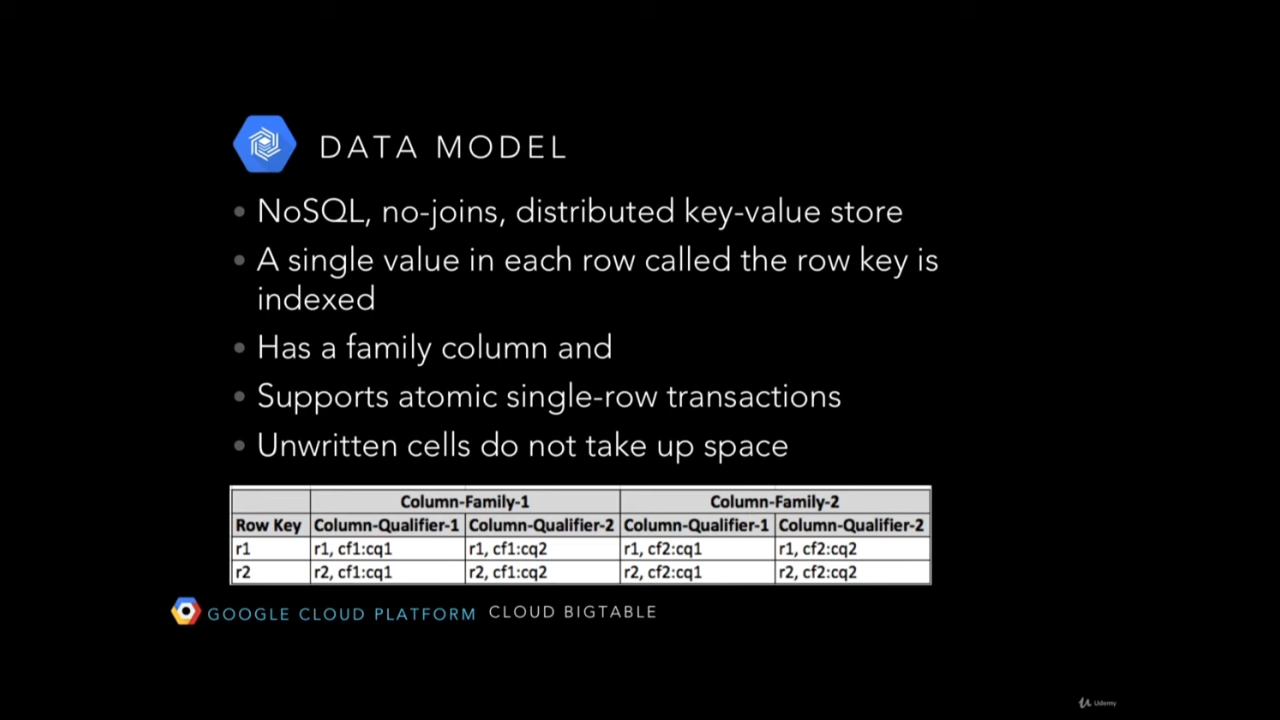 DATA MODEL
NoSQL, no-joins, distributed key-value store
A single value in each row called the row key is
indexed
Has a family column and
Supports atomic single-row transactions
Unwritten cells do not take up space
Column-Family-1 Column-Family-2
Row Key Column-Qualifier-1 Column-Qualifier-2 Column-Qualifier-1 Column-Qualifier-2
r1 r1, cf1:cq1 r1, cf1:cq2 r1, cf2:cq1 r1, cf2:cq2
r2 r2, cf1:cq1 r2, cf1:cq2 r2, cf2:cq1 r2, cf2:cq2
GOOGLE CLOUD PLATFORM CLOUD BIGTABLE
Udemy